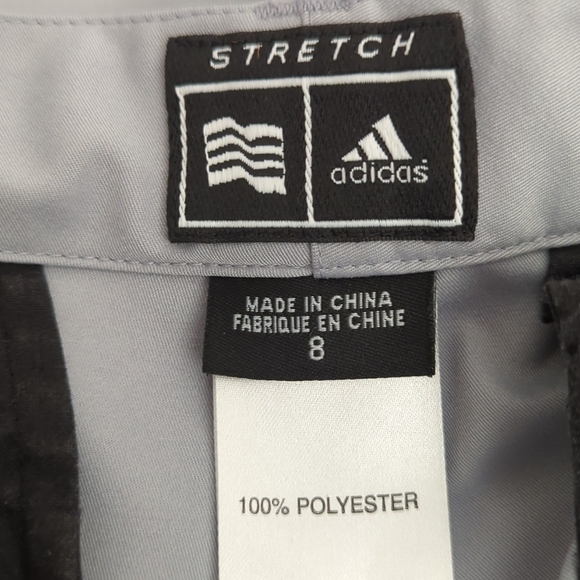 STRETCH
adidas
MADE IN CHINA
FABRIQUE EN CHINE
8
100% POLYESTER